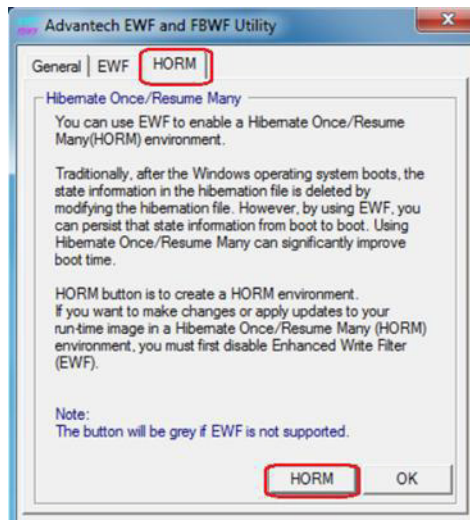 Advantech EWF and FBWF Utility
General EWF HORM
Hibernate Once/Resume Many
You can use EWF to enable a Hibernate Once/Resume
Many(HORM) environment.
Traditionally, after the Windows operating system boots, the
state information in the hibernation file is deleted by
modifying the hibernation file. However, by using EWF, you
can persist that state information from boot to boot. Using
Hibernate Once/Resume Many can significantly improve
boot time.
HORM button is to create a HORM environment.
If you want to make changes or apply updates to your
run-time image in a Hibernate Once/Resume Many (HORM)
environment, you must first disable Enhanced Write Filter
(EWF).
Note:
The button will be grey if EWF is not supported.
HORM OK